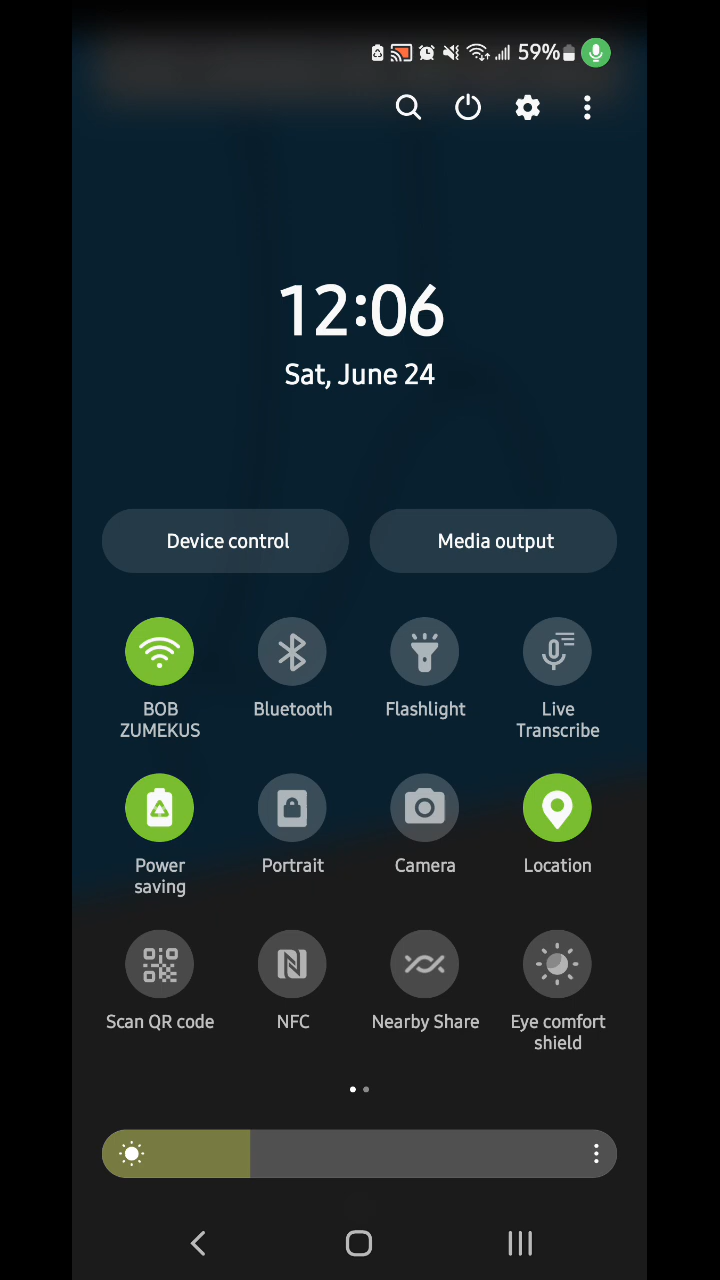 59%
12:06
Sat, June 24
Device control Media output
BOB Bluetooth Flashlight Live
ZUMEKUS Transcribe
Power Portrait Camera Location
saving
Scan QR code NFC Nearby Share Eye comfort
shield